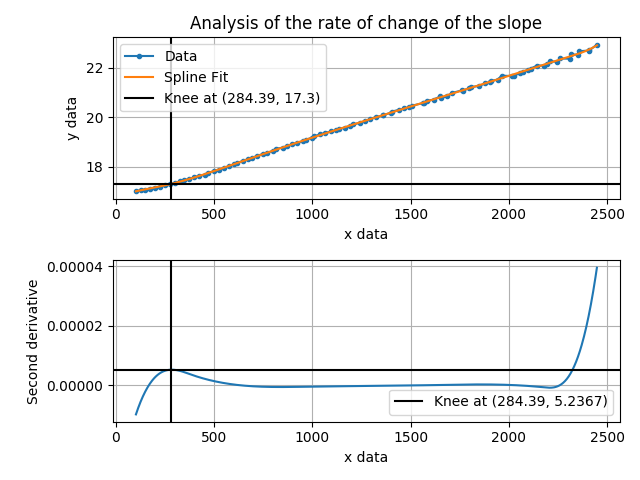 Analysis of the rate of change of the slope
y data
22
20
18
Data
Spline Fit
Knee at (284.39, 17.3)
0
500
1000
1500
2000
2500
x data
Second derivative
0.00004
0.00002
0.00000
Knee at (284.39, 5.2367)
0
500
1000
1500
2000
2500
x data